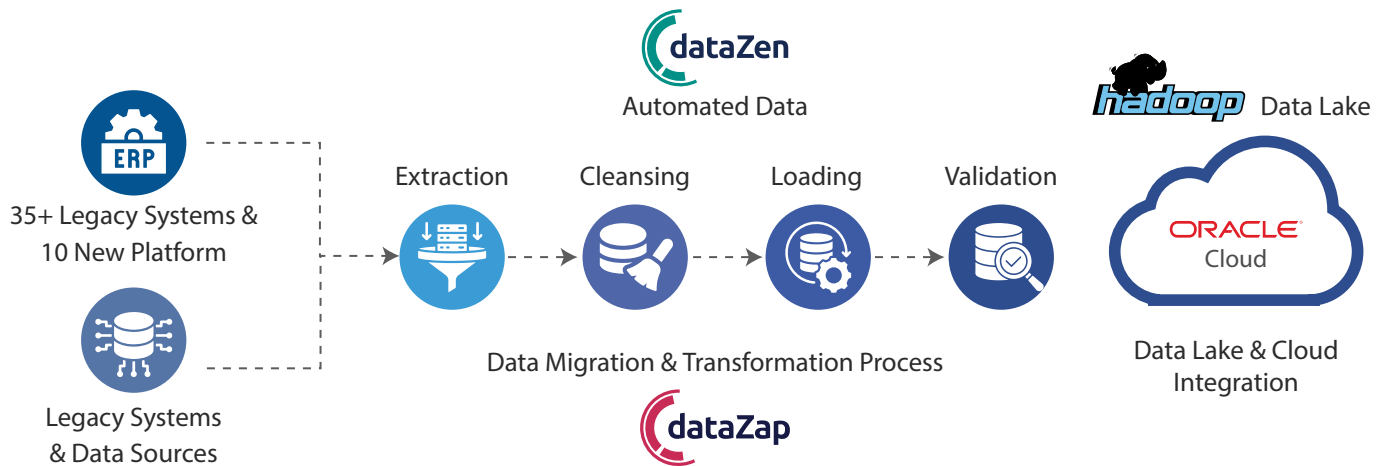 dataZen
Automated Data
hadoop Data Lake
ERP
35+ Legacy Systems &
10 New Platform
Extraction
Cleansing
Loading
Validation
ORACLE
Cloud
Legacy Systems
& Data Sources
Data Migration & Transformation Process
dataZap
Data Lake & Cloud
Integration